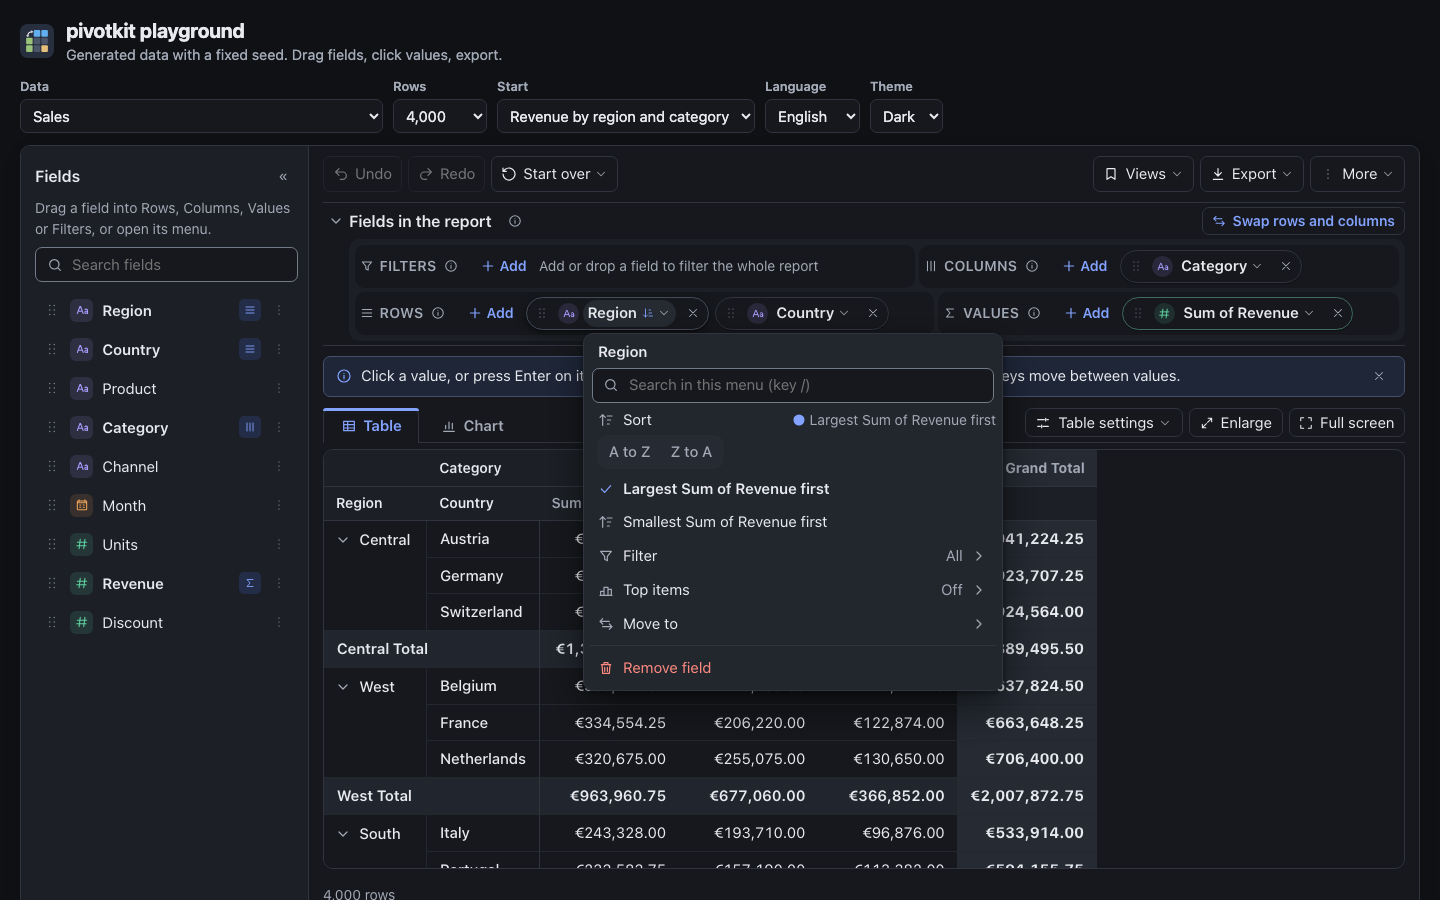 pivotkit playground
Generated data with a fixed seed. Drag fields, click values, export.
Data
Rows
Start
Language
Theme
Sales
4,000
Revenue by region and category
English
Dark
Fields
«
Drag a field into Rows, Columns, Values
or Filters, or open its menu.
Search fields
Aa Region
Aa Country
Aa Product
Aa Category
Aa Channel
Month
# Units
# Revenue Σ
# Discount
Undo
Redo
Start over
Views
Export
More
Fields in the report
Swap rows and columns
FILTERS
+ Add
Add or drop a field to filter the whole report
COLUMNS
+ Add
Aa Category
ROWS
+ Add
Aa Region
Aa Country
Σ VALUES
+ Add
# Sum of Revenue
Click a value, or press Enter on it
move between values.
Table
Chart
Table settings
Enlarge
Full screen
Region
Search in this menu (key /)
Sort
Largest Sum of Revenue first
A to Z
Z to A
Largest Sum of Revenue first
Smallest Sum of Revenue first
Filter
All
Top items
Off
Move to
Remove field
Category
Grand Total
Region
Country
Sum
Central
Austria
Germany
Switzerland
Central Total
West
Belgium
France €334,554.25 €206,220.00 €122,874.00 €663,648.25
Netherlands €320,675.00 €255,075.00 €130,650.00 €706,400.00
West Total €963,960.75 €677,060.00 €366,852.00 €2,007,872.75
South
Italy €243,328.00 €193,710.00 €96,876.00 €533,914.00
4,000 rows